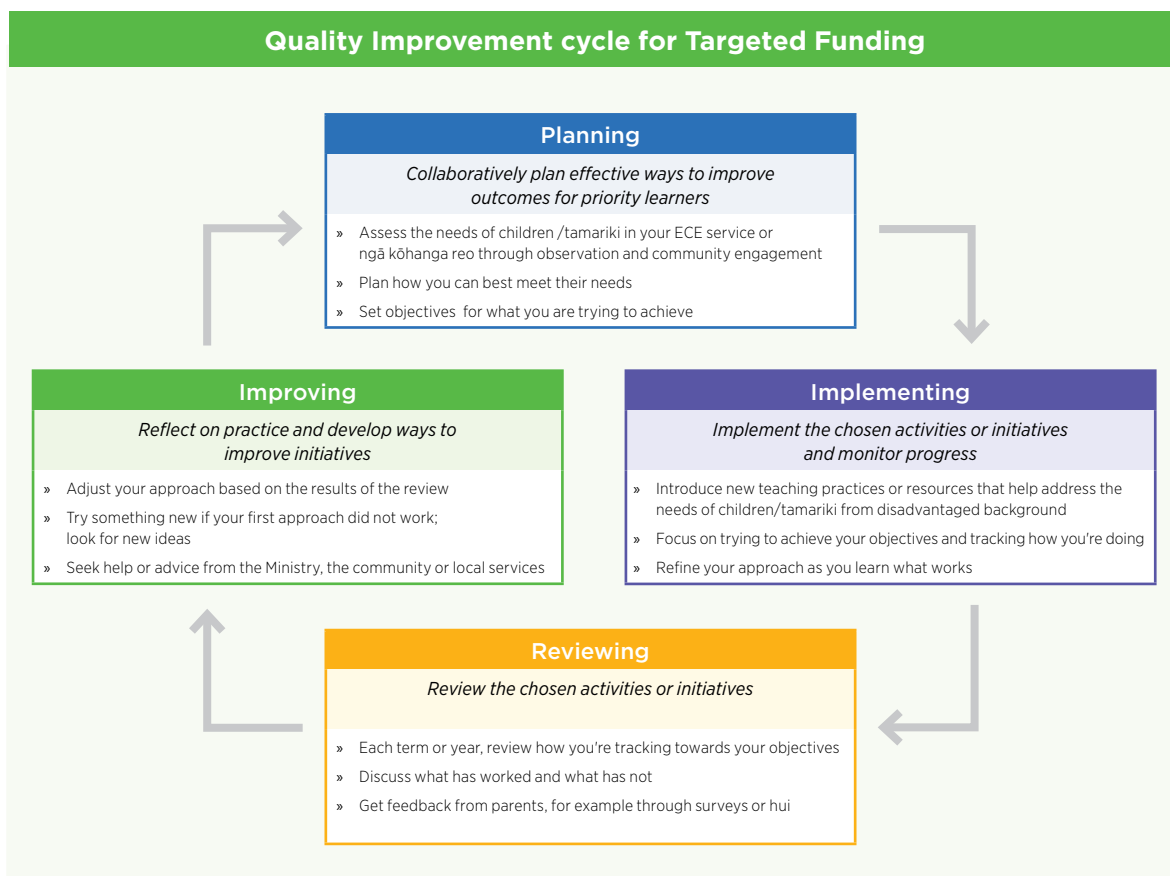 Quality Improvement cycle for Targeted Funding
Planning
Collaboratively plan effective ways to improve
outcomes for priority learners
» Assess the needs of children /tamariki in your ECE service or
ngā kōhanga reo through observation and community engagement
» Plan how you can best meet their needs
» Set objectives  for what you are trying to achieve
Improving
Reflect on practice and develop ways to
improve initiatives
» Adjust your approach based on the results of the review
» Try something new if your first approach did not work;
look for new ideas
» Seek help or advice from the Ministry, the community or local services
Implementing
Implement the chosen activities or initiatives
and monitor progress
» Introduce new teaching practices or resources that help address the
needs of children/tamariki from disadvantaged background
» Focus on trying to achieve your objectives and tracking how you're doing
» Refine your approach as you learn what works
Reviewing
Review the chosen activities or initiatives
» Each term or year, review how you're tracking towards your objectives
» Discuss what has worked and what has not
» Get feedback from parents, for example through surveys or hui